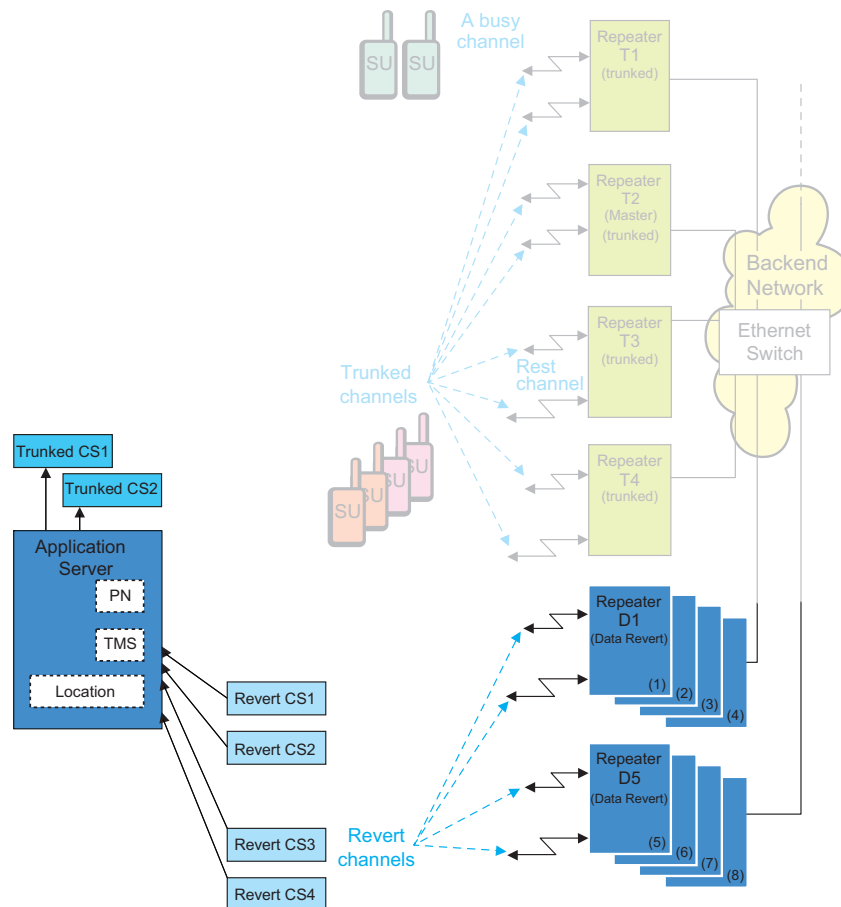 A busy
channel
SU
SU
Repeater
T1
(trunked)
Repeater
T2
(Master)
(trunked)
Backend
Network
Ethernet
Switch
Repeater
T3
(trunked)
Rest
channel
Trunked
channels
SU
SU
SU
SU
Repeater
T4
(trunked)
Trunked CS1
Trunked CS2
Application
Server
PN
TMS
Location
Revert CS1
Revert CS2
Revert CS3
Revert CS4
Revert
channels
Repeater
D1
(Data Revert)
(1)
(2)
(3)
(4)
Repeater
D5
(Data Revert)
(5)
(6)
(7)
(8)